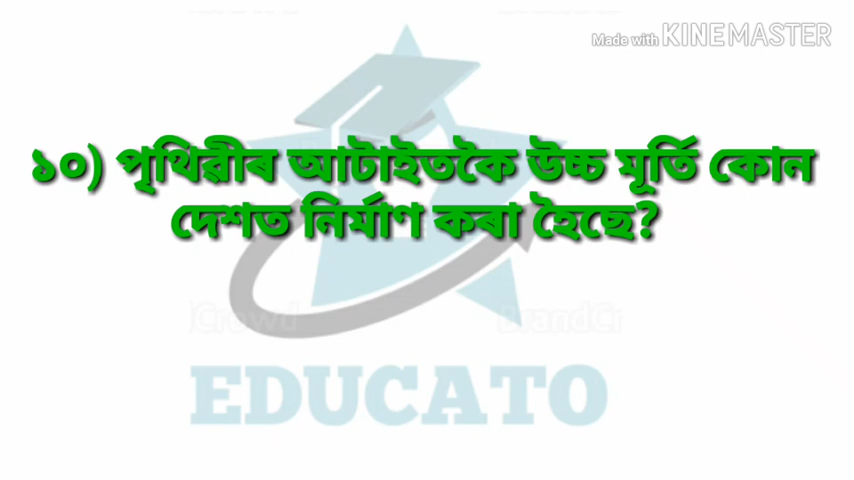 Made with KINEMASTER
১০) পৃথিৱীৰ আটাইতকৈ উচ্চ মূৰ্তি কোন
দেশত নিৰ্মাণ কৰা হৈছে?
EDUCATO